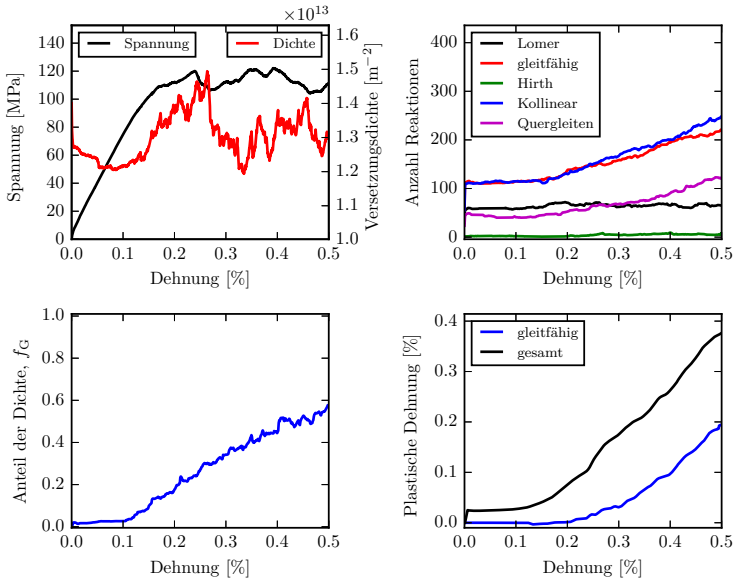 ×10¹³
Spannung
Dichte
140
120
100
80
60
40
20
0
Spannung [MPa]
1.6
1.5
1.4
1.3
1.2
1.1
1.0
Versetzungsdichte [m⁻²]
0.0 0.1 0.2 0.3 0.4 0.5
Dehnung [%]
Lomer
gleitfähig
Hirth
Kollinear
Quergleiten
400
300
200
100
0
Anzahl Reaktionen
0.0 0.1 0.2 0.3 0.4 0.5
Dehnung [%]
1.0
0.8
0.6
0.4
0.2
0.0
Anteil der Dichte, f_G
0.0 0.1 0.2 0.3 0.4 0.5
Dehnung [%]
gleitfähig
gesamt
0.4
0.3
0.2
0.1
0.0
Plastische Dehnung [%]
0.0 0.1 0.2 0.3 0.4 0.5
Dehnung [%]